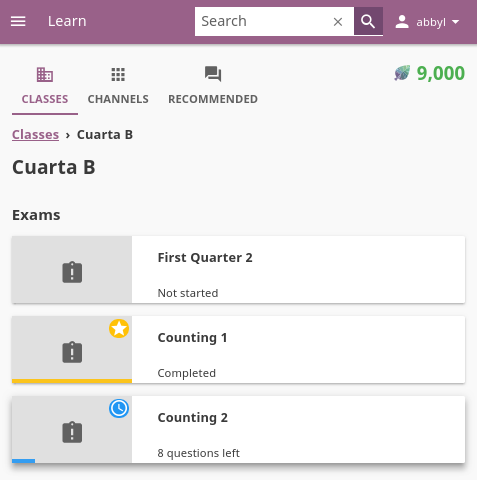 Learn
Search
abbyl
CLASSES
CHANNELS
RECOMMENDED
9,000
Classes › Cuarta B
Cuarta B
Exams
First Quarter 2
Not started
Counting 1
Completed
Counting 2
8 questions left